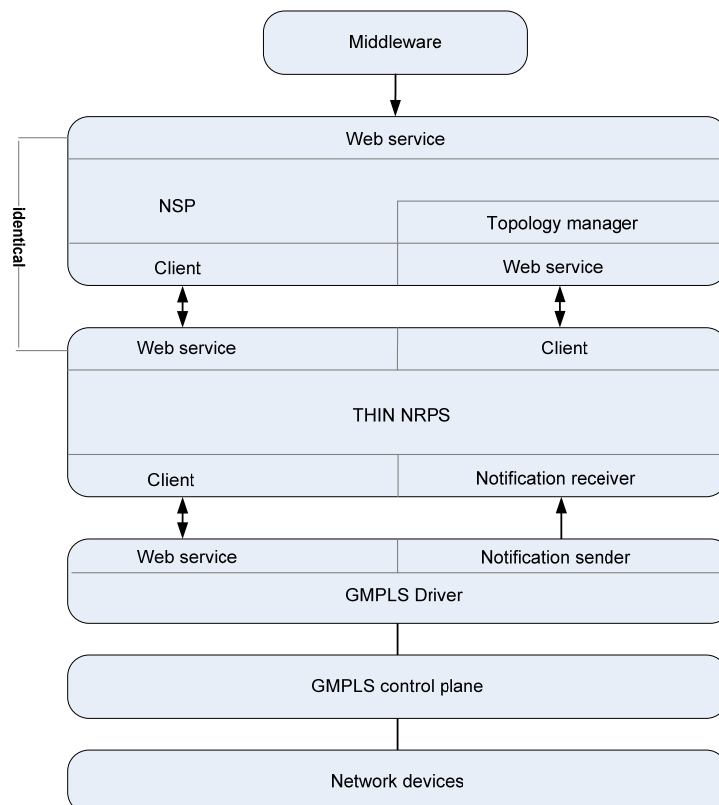 Middleware
Web service
NSP
Topology manager
identical
Client
Web service
Web service
Client
THIN NRPS
Client
Notification receiver
Web service
Notification sender
GMPLS Driver
GMPLS control plane
Network devices